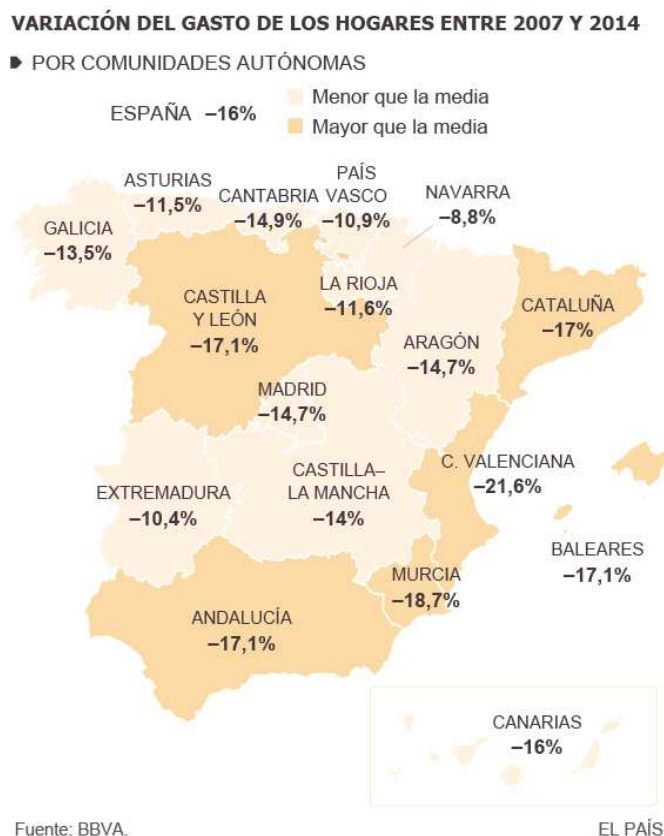 VARIACIÓN DEL GASTO DE LOS HOGARES ENTRE 2007 Y 2014
POR COMUNIDADES AUTÓNOMAS
ESPAÑA –16%
Menor que la media
Mayor que la media
ASTURIAS
–11,5%
CANTABRIA
–14,9%
PAÍS
VASCO
–10,9%
NAVARRA
–8,8%
GALICIA
–13,5%
CASTILLA
Y LEÓN
–17,1%
LA RIOJA
–11,6%
CATALUÑA
–17%
ARAGÓN
–14,7%
MADRID
–14,7%
EXTREMADURA
–10,4%
CASTILLA–
LA MANCHA
–14%
C. VALENCIANA
–21,6%
BALEARES
–17,1%
MURCIA
–18,7%
ANDALUCÍA
–17,1%
CANARIAS
–16%
Fuente: BBVA.
EL PAÍS